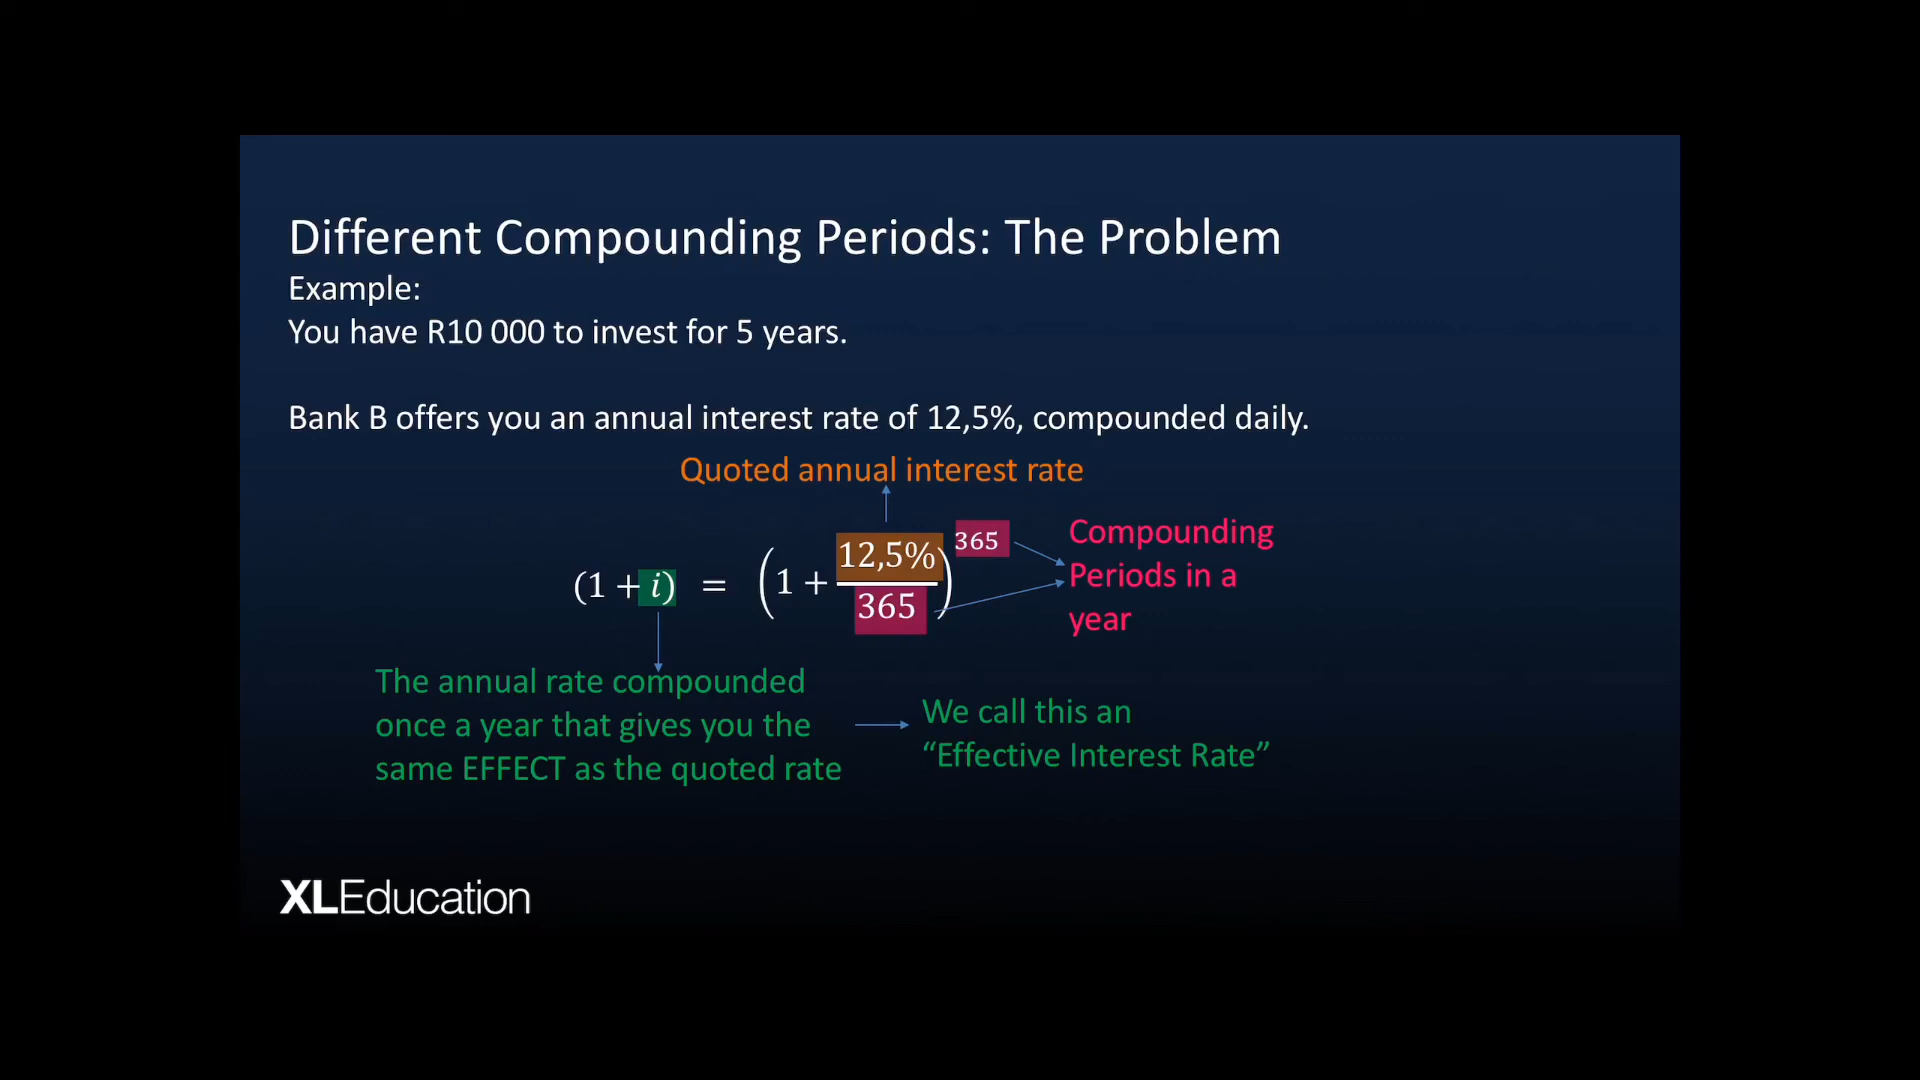 Different Compounding Periods: The Problem
Example:
You have R10 000 to invest for 5 years.
Bank B offers you an annual interest rate of 12,5%, compounded daily.
Quoted annual interest rate
(1 + i) = (1 + 12,5%/365)^365
Compounding
Periods in a
year
The annual rate compounded
once a year that gives you the
same EFFECT as the quoted rate
We call this an
“Effective Interest Rate”
XLEducation